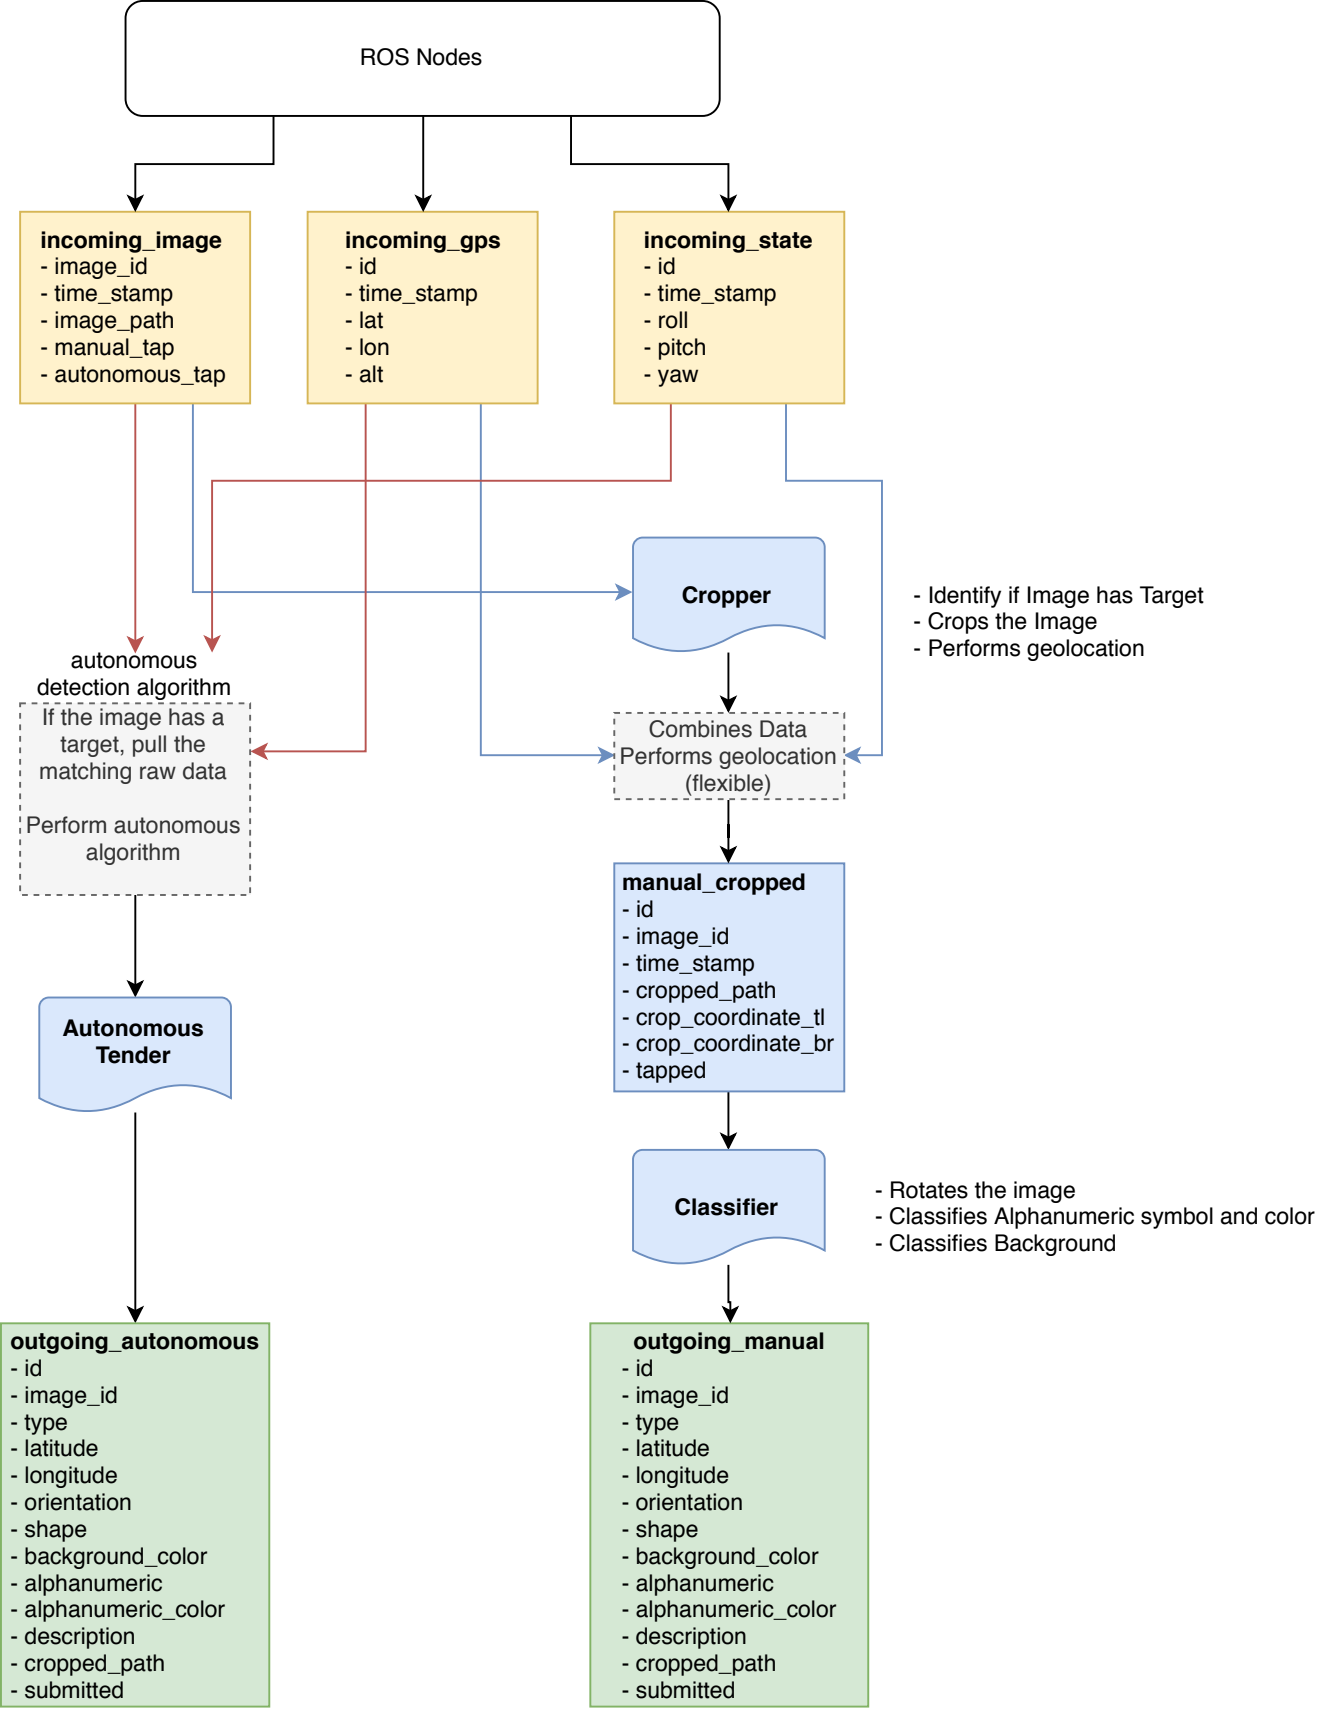 ROS Nodes
incoming_image
- image_id
- time_stamp
- image_path
- manual_tap
- autonomous_tap
incoming_gps
- id
- time_stamp
- lat
- lon
- alt
incoming_state
- id
- time_stamp
- roll
- pitch
- yaw
Cropper
- Identify if Image has Target
- Crops the Image
- Performs geolocation
autonomous
detection algorithm
If the image has a
target, pull the
matching raw data
Perform autonomous
algorithm
Combines Data
Performs geolocation
(flexible)
manual_cropped
- id
- image_id
- time_stamp
- cropped_path
- crop_coordinate_tl
- crop_coordinate_br
- tapped
Autonomous
Tender
Classifier
- Rotates the image
- Classifies Alphanumeric symbol and color
- Classifies Background
outgoing_autonomous
- id
- image_id
- type
- latitude
- longitude
- orientation
- shape
- background_color
- alphanumeric
- alphanumeric_color
- description
- cropped_path
- submitted
outgoing_manual
- id
- image_id
- type
- latitude
- longitude
- orientation
- shape
- background_color
- alphanumeric
- alphanumeric_color
- description
- cropped_path
- submitted